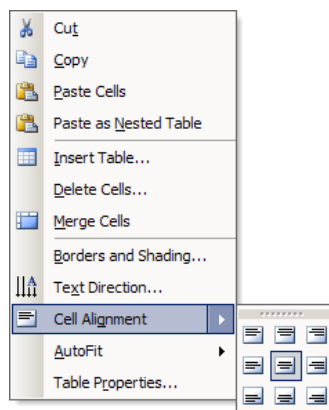 Cut
Copy
Paste Cells
Paste as Nested Table
Insert Table...
Delete Cells...
Merge Cells
Borders and Shading...
Text Direction...
Cell Alignment
AutoFit
Table Properties...